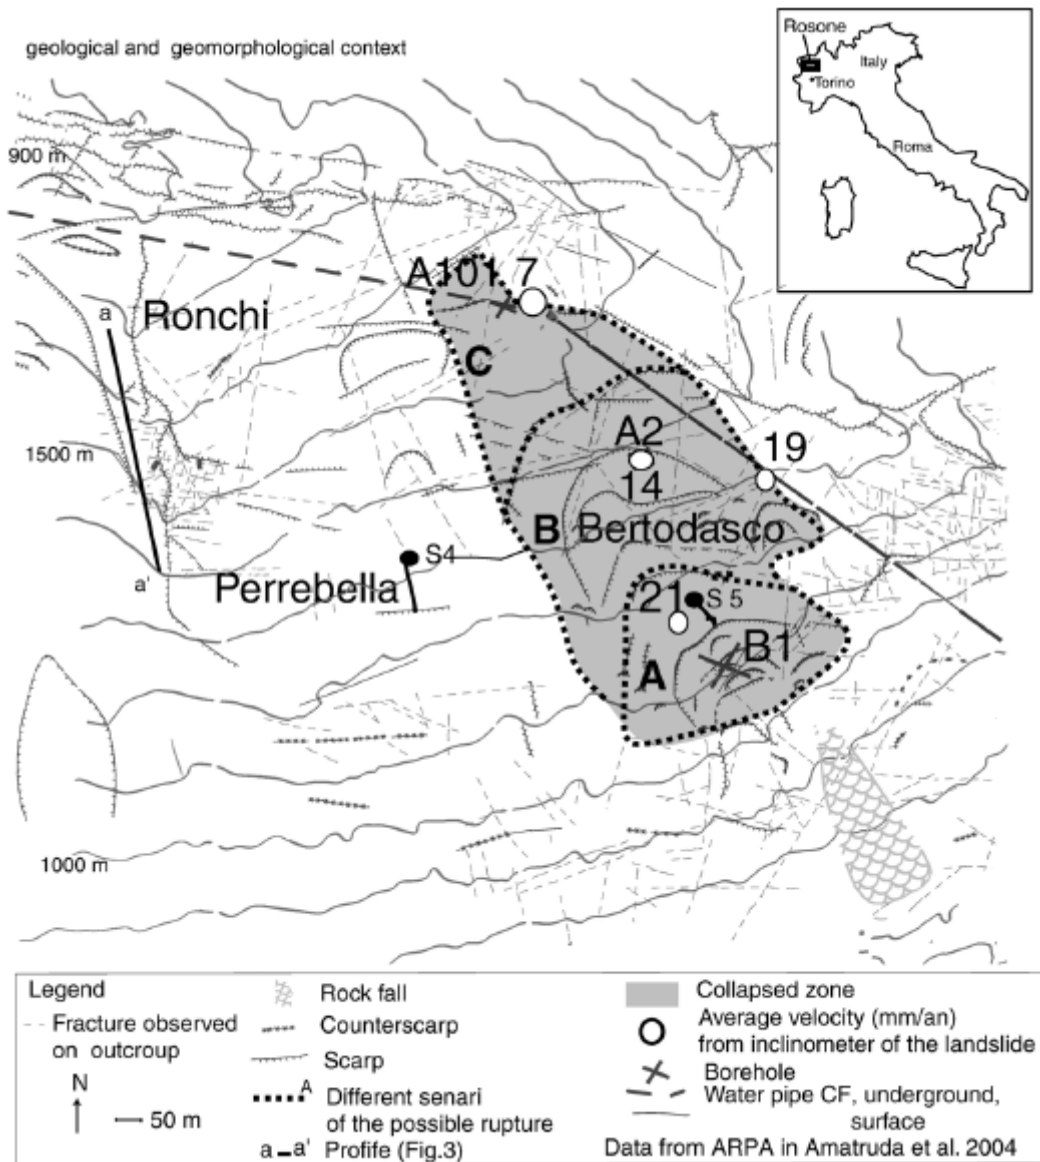 geological and geomorphological context
Rosone
Italy
Torino
Roma
900 m
A101 7
a
Ronchi
C
A2
19
1500 m
14
B Bertodasco
S4
a'
Perrebella
21 S 5
B1
A
1000 m
Legend
Fracture observed
on outcroup
N
50 m
Rock fall
Counterscarp
Scarp
A
Different senari
of the possible rupture
a a' Profife (Fig.3)
Collapsed zone
Average velocity (mm/an)
from inclinometer of the landslide
Borehole
Water pipe CF, underground,
surface
Data from ARPA in Amatruda et al. 2004